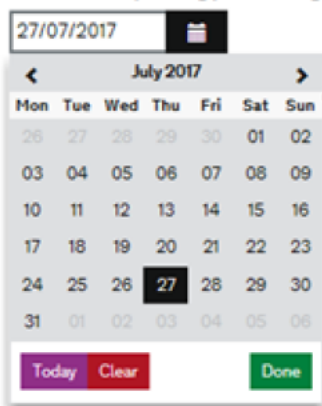 27/07/2017
July 2017
Mon Tue Wed Thu Fri Sat Sun
26 27 28 29 30 01 02
03 04 05 06 07 08 09
10 11 12 13 14 15 16
17 18 19 20 21 22 23
24 25 26 27 28 29 30
31 01 02 03 04 05 06
Today Clear Done